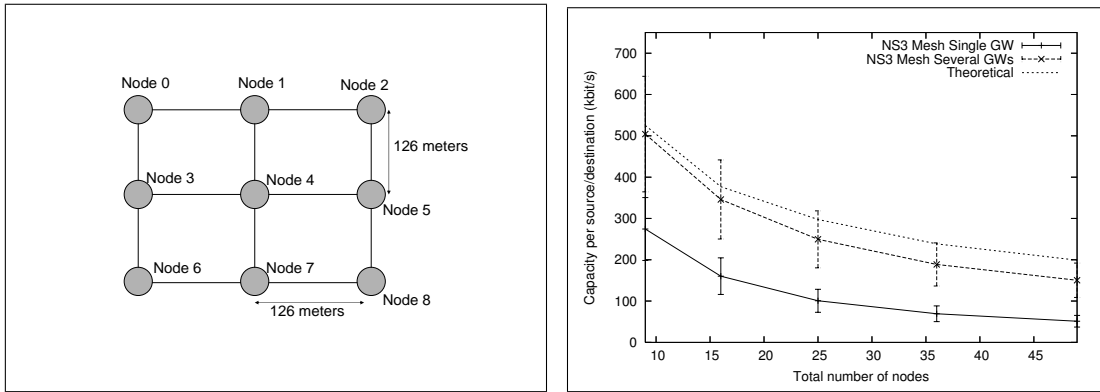 Node 0
Node 1
Node 2
126 meters
Node 3
Node 4
Node 5
Node 6
Node 7
Node 8
126 meters
NS3 Mesh Single GW
NS3 Mesh Several GWs
Theoretical
Capacity per source/destination (kbit/s)
700
600
500
400
300
200
100
0
10 15 20 25 30 35 40 45
Total number of nodes